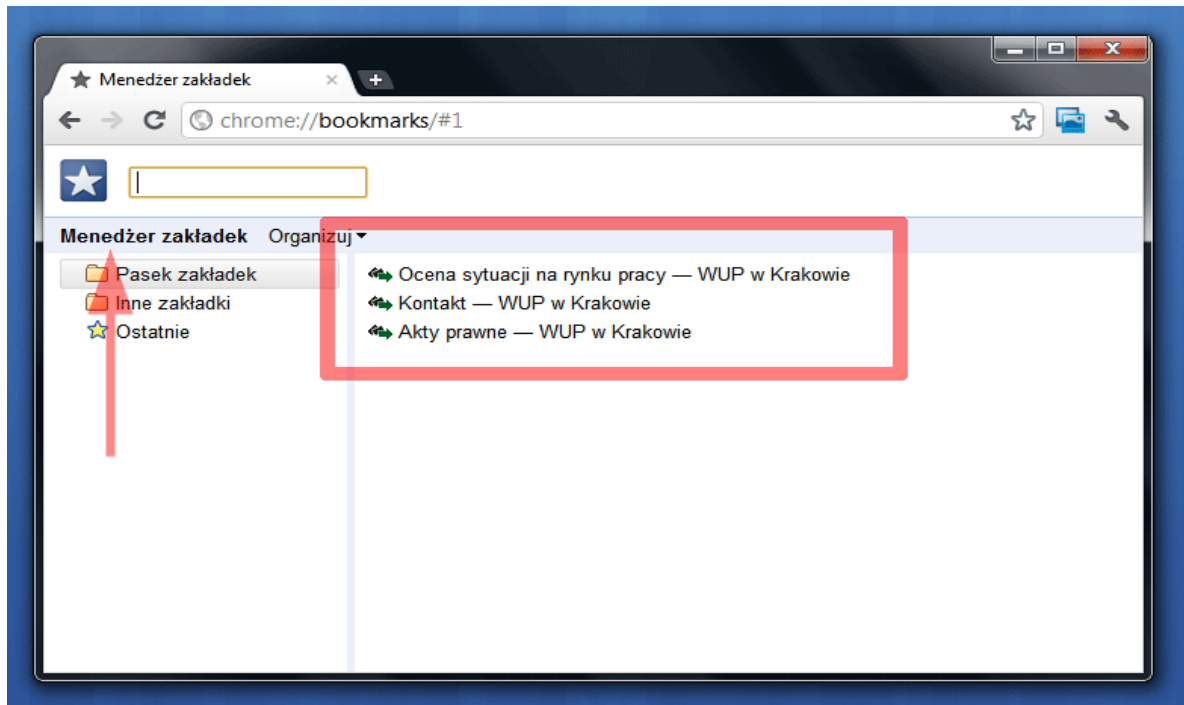 Menedżer zakładek
chrome://bookmarks/#1
Menedżer zakładek Organizuj
Pasek zakładek
Inne zakładki
Ostatnie
Ocena sytuacji na rynku pracy — WUP w Krakowie
Kontakt — WUP w Krakowie
Akty prawne — WUP w Krakowie